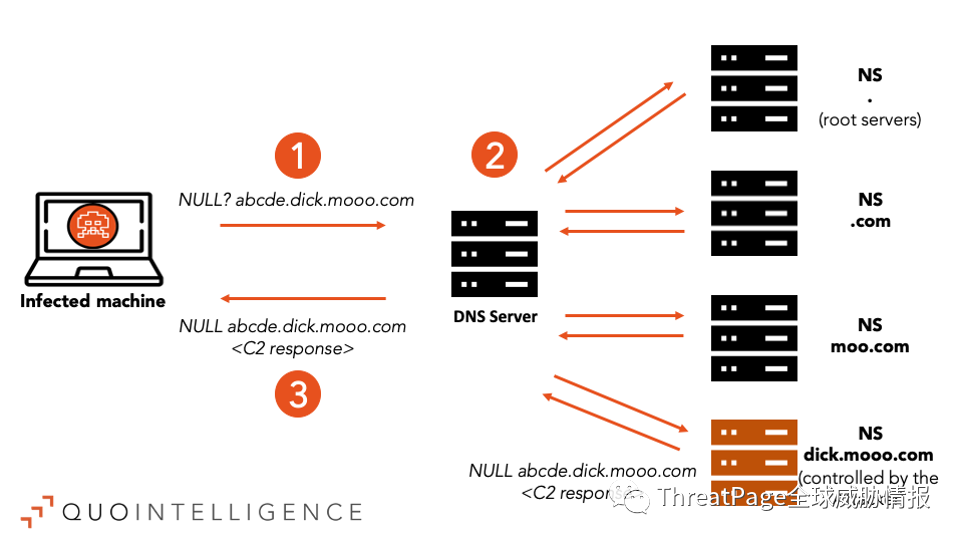 1
NULL? abcde.dick.mooo.com
Infected machine
NULL abcde.dick.mooo.com
<C2 response>
3
2
DNS Server
NS
.
(root servers)
NS
.com
NS
moo.com
NS
dick.mooo.com
(controlled by the
NULL abcde.dick.mooo.com
<C2 respons
ThreatPage全球威胁情报
QUOINTELLIGENCE